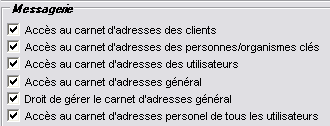 Messagerie
Accès au carnet d'adresses des clients
Accès au carnet d'adresses des personnes/organismes clés
Accès au carnet d'adresses des utilisateurs
Accès au carnet d'adresses général
Droit de gérer le carnet d'adresses général
Accès au carnet d'adresses personel de tous les utilisateurs